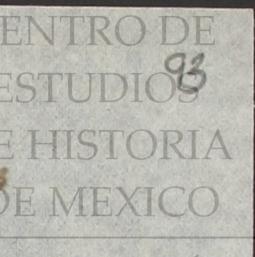 ENTRO DE
93
ESTUDIOS
E HISTORIA
DE MEXICO